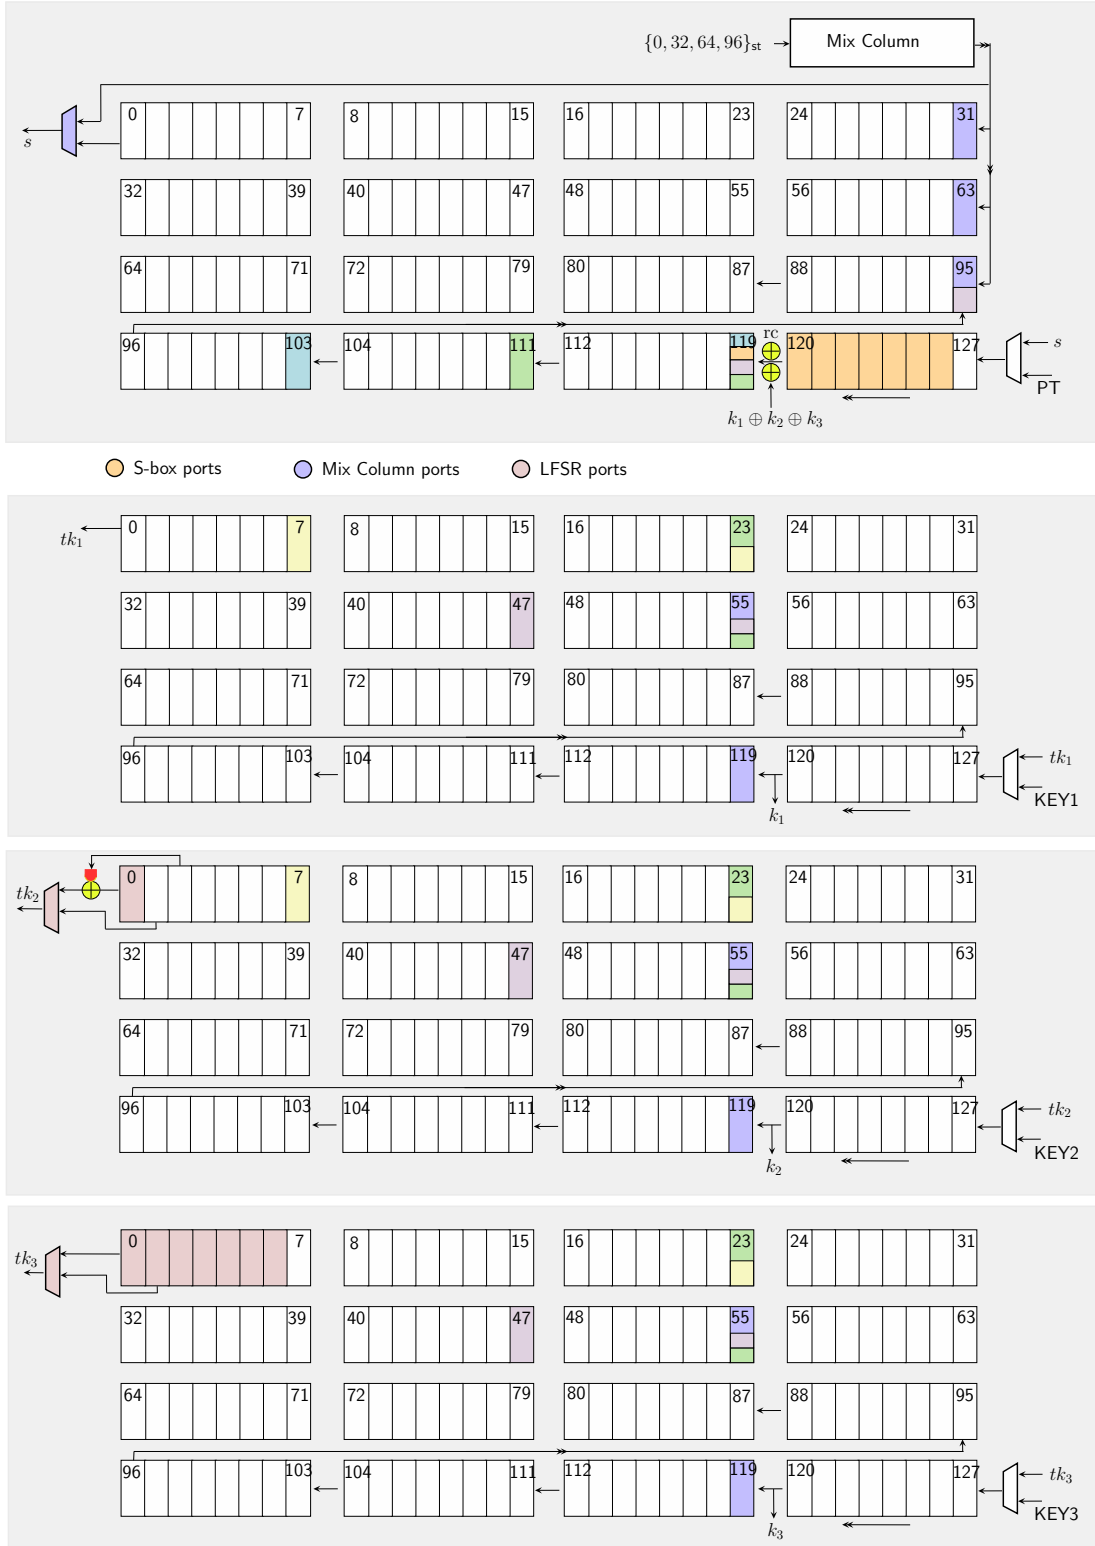 {0, 32, 64, 96}st Mix Column
0 7 8 15 16 23 24 31
s
32 39 40 47 48 55 56 63
64 71 72 79 80 87 88 95
rc
96 103 104 111 112 119 120 127 s
PT
k1 ⊕ k2 ⊕ k3
S-box ports Mix Column ports LFSR ports
0 7 8 15 16 23 24 31
tk1
32 39 40 47 48 55 56 63
64 71 72 79 80 87 88 95
96 103 104 111 112 119 120 127 tk1
KEY1
k1
0 7 8 15 16 23 24 31
tk2
32 39 40 47 48 55 56 63
64 71 72 79 80 87 88 95
96 103 104 111 112 119 120 127 tk2
KEY2
k2
0 7 8 15 16 23 24 31
tk3
32 39 40 47 48 55 56 63
64 71 72 79 80 87 88 95
96 103 104 111 112 119 120 127 tk3
KEY3
k3